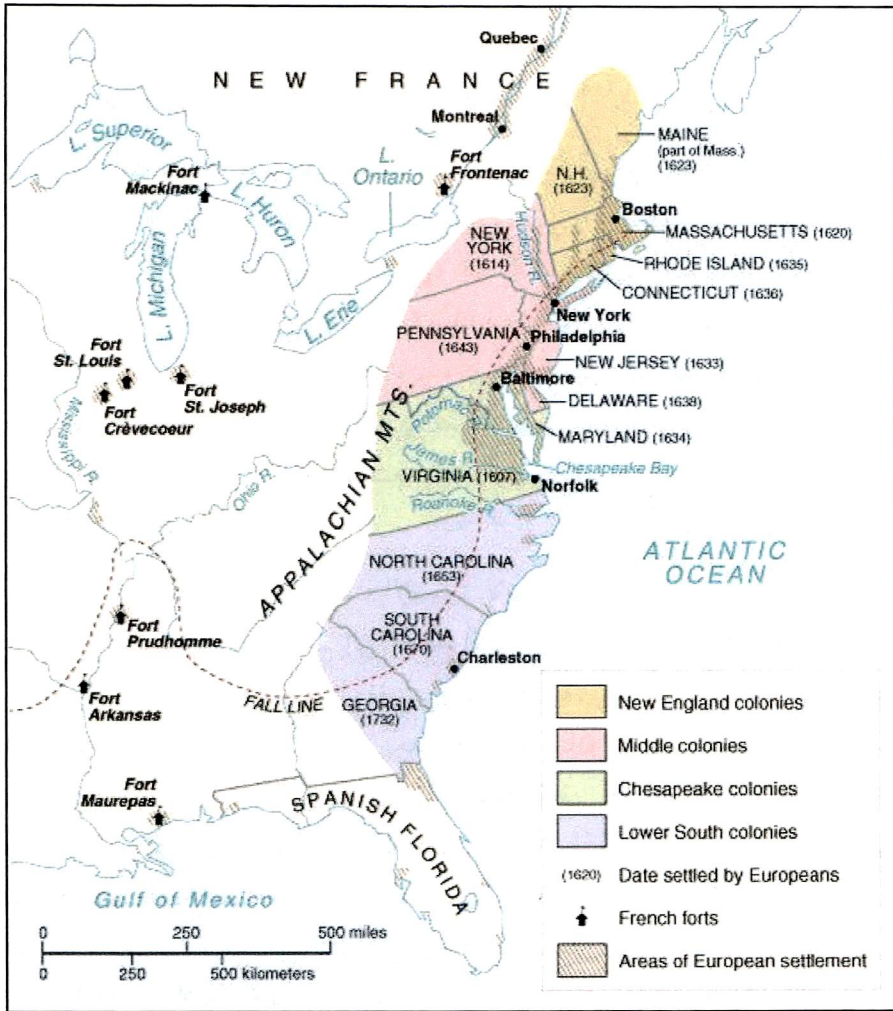 Quebec
NEW FRANCE
Montreal
L. Superior
Fort
Mackinac
L. Huron
L.
Ontario
Fort
Frontenac
MAINE
(part of Mass.)
(1623)
N.H.
(1623)
Boston
MASSACHUSETTS (1620)
RHODE ISLAND (1635)
CONNECTICUT (1636)
NEW
YORK
(1614)
Hudson R.
New York
L. Michigan
L. Erie
PENNSYLVANIA
(1643)
Philadelphia
NEW JERSEY (1633)
Baltimore
DELAWARE (1638)
MARYLAND (1634)
Fort
St. Louis
Fort
Crèvecoeur
Fort
St. Joseph
Mississippi R.
Ohio R.
APPALACHIAN MTS.
Potomac R.
James R.
VIRGINIA (1607)
Chesapeake Bay
Norfolk
Roanoke R.
NORTH CAROLINA
(1653)
ATLANTIC
OCEAN
SOUTH
CAROLINA
(1670)
Charleston
Fort
Prudhomme
Fort
Arkansas
FALL LINE
GEORGIA
(1732)
Fort
Maurepas
SPANISH FLORIDA
Gulf of Mexico
0 250 500 miles
0 250 500 kilometers
New England colonies
Middle colonies
Chesapeake colonies
Lower South colonies
(1620) Date settled by Europeans
French forts
Areas of European settlement